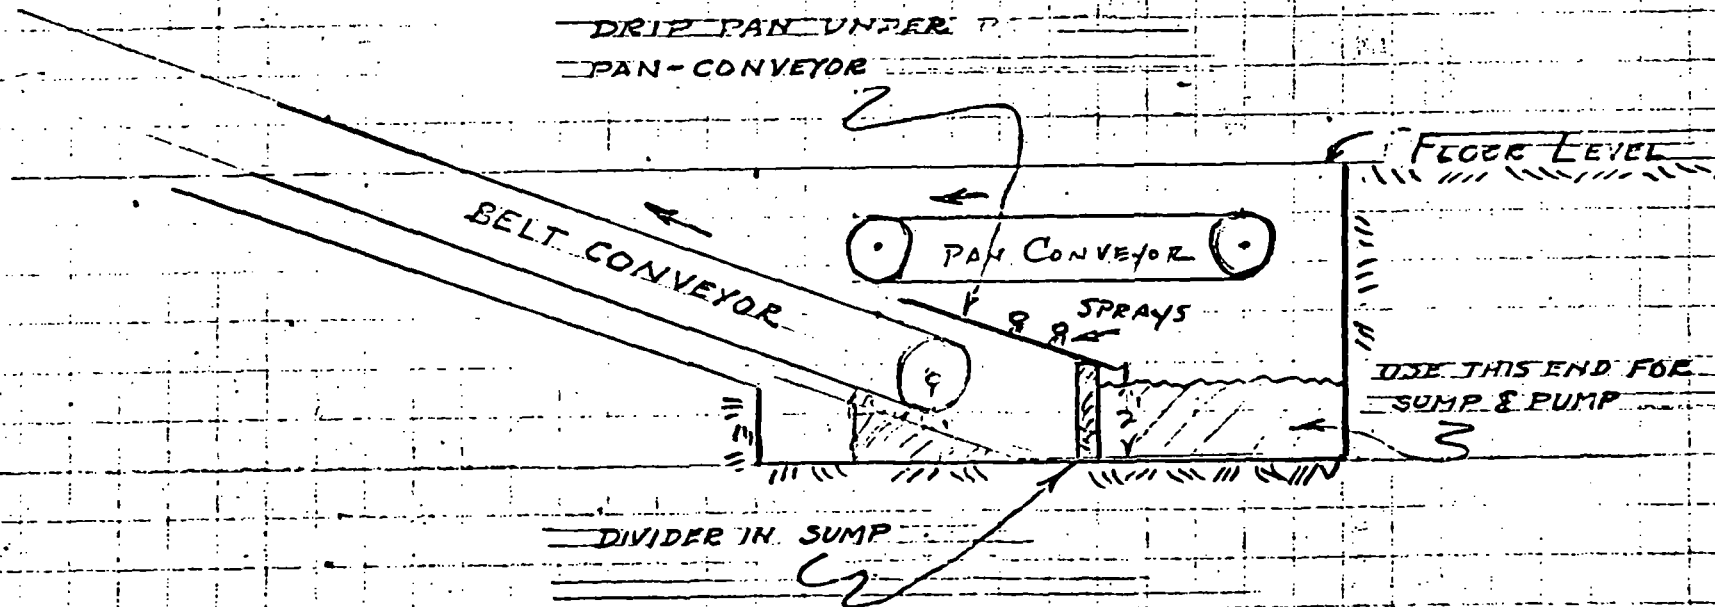 DRIP PAN UNDER
PAN-CONVEYOR
FLOOR LEVEL
BELT CONVEYOR
PAN CONVEYOR
SPRAYS
USE THIS END FOR
SUMP & PUMP
DIVIDER IN SUMP